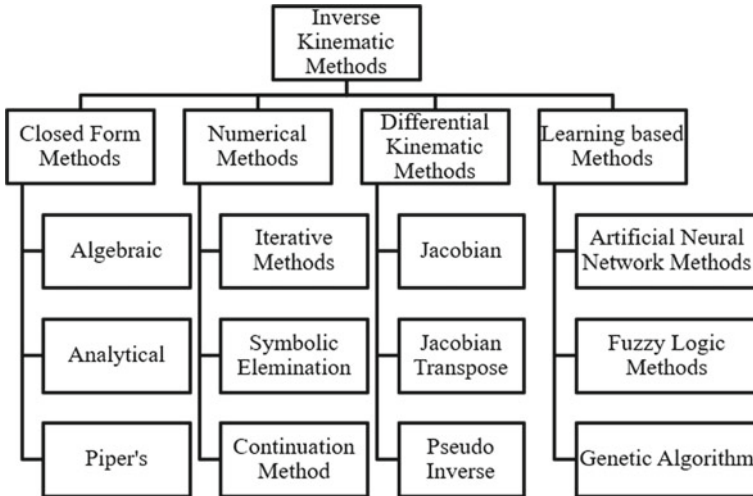 Inverse
Kinematic
Methods
Closed Form
Methods
Numerical
Methods
Differential
Kinematic
Methods
Learning based
Methods
Algebraic
Iterative
Methods
Jacobian
Artificial Neural
Network Methods
Analytical
Symbolic
Elemination
Jacobian
Transpose
Fuzzy Logic
Methods
Piper's
Continuation
Method
Pseudo
Inverse
Genetic Algorithm